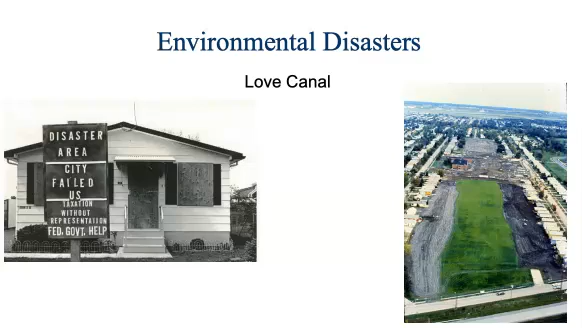 Environmental Disasters
Love Canal
DISASTER
AREA
CITY
FAILED
US
TAXATION
WITHOUT
REPRESENTATION
FED. GOVT. HELP